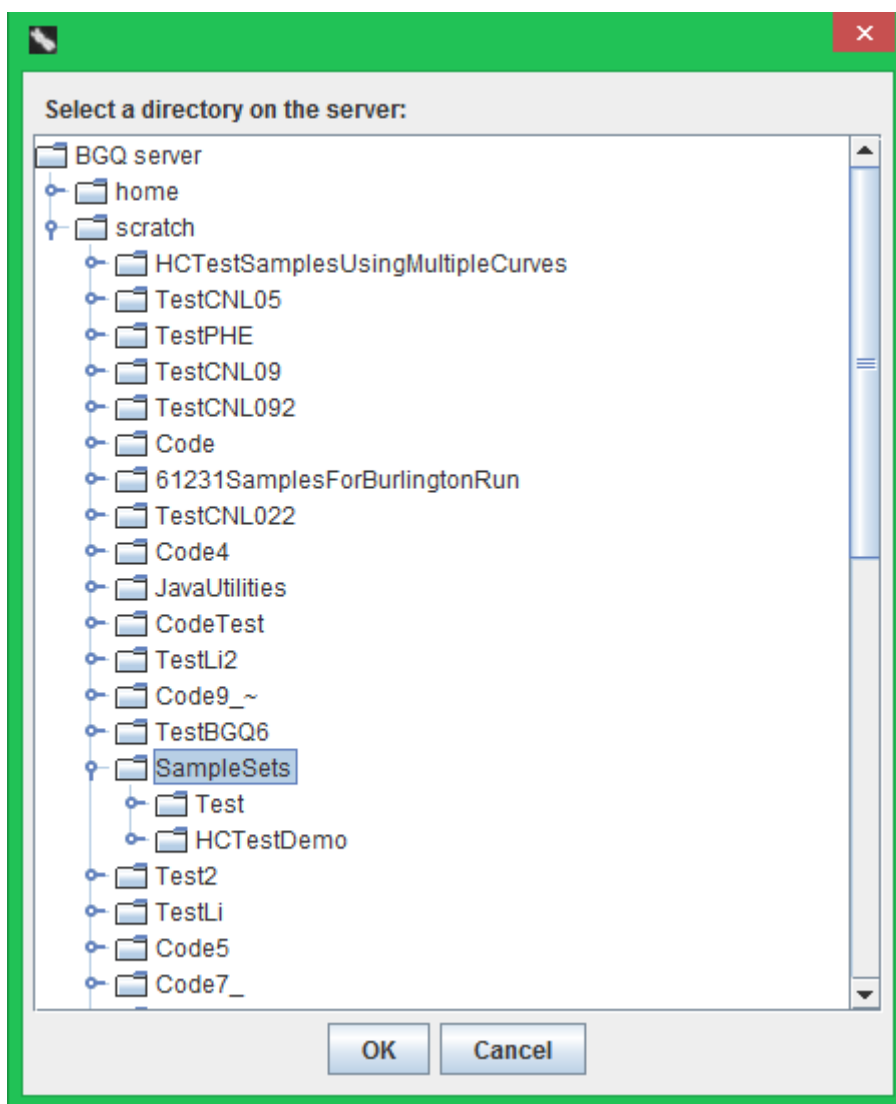 Select a directory on the server:
BGQ server
home
scratch
HCTestSamplesUsingMultipleCurves
TestCNL05
TestPHE
TestCNL09
TestCNL092
Code
61231SamplesForBurlingtonRun
TestCNL022
Code4
JavaUtilities
CodeTest
TestLi2
Code9_~
TestBGQ6
SampleSets
Test
HCTestDemo
Test2
TestLi
Code5
Code7_
OK Cancel